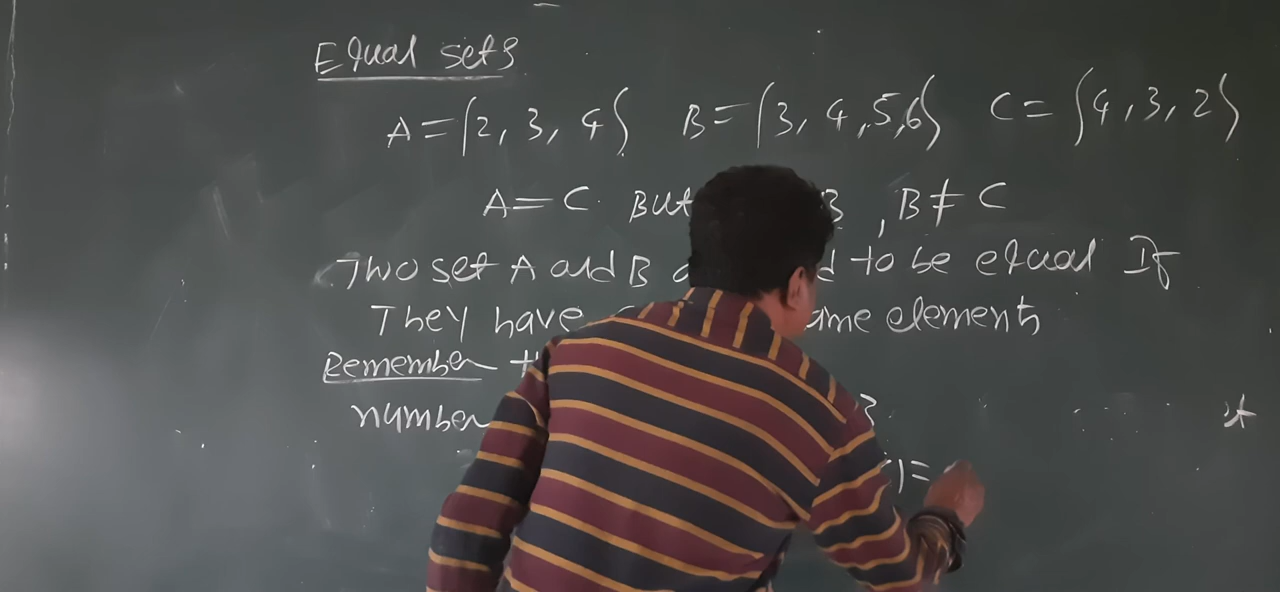 Equal sets
A = {2, 3, 4} B = {3, 4, 5, 6} C = {4, 3, 2}
A = C. But B, B ≠ C
Two set A and B to be equal If
They have same elements
Remember
number